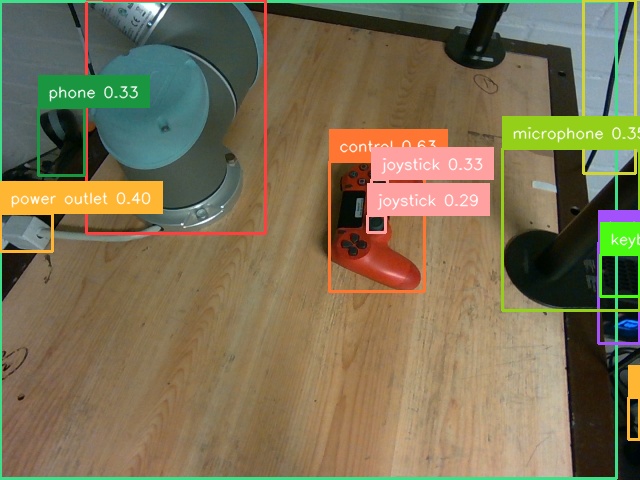 phone 0.33
control 0.63
microphone 0.35
joystick 0.33
power outlet 0.40
joystick 0.29
keyb